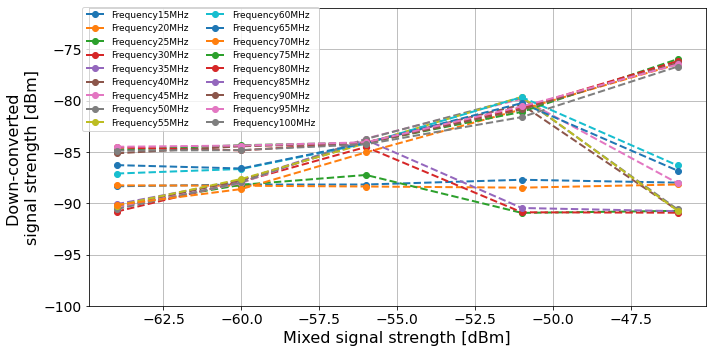 Frequency15MHz
Frequency20MHz
Frequency25MHz
Frequency30MHz
Frequency35MHz
Frequency40MHz
Frequency45MHz
Frequency50MHz
Frequency55MHz
Frequency60MHz
Frequency65MHz
Frequency70MHz
Frequency75MHz
Frequency80MHz
Frequency85MHz
Frequency90MHz
Frequency95MHz
Frequency100MHz
Down-converted
signal strength [dBm]
−75
−80
−85
−90
−95
−100
−62.5
−60.0
−57.5
−55.0
−52.5
−50.0
−47.5
Mixed signal strength [dBm]